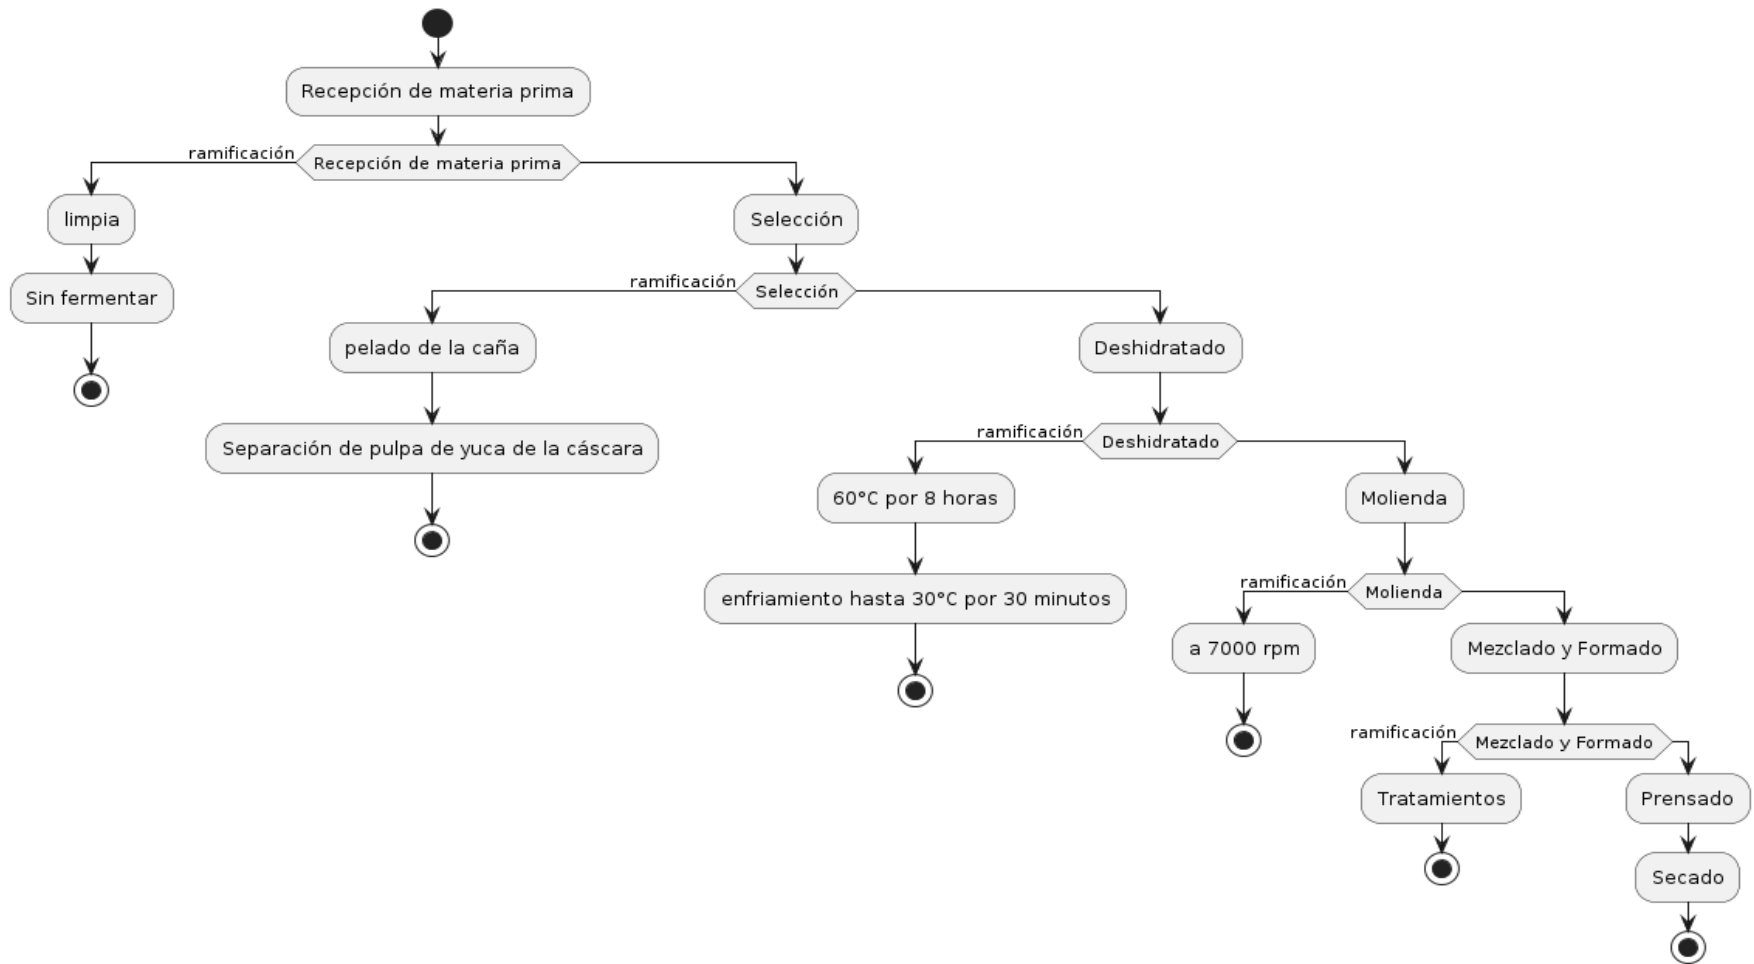 Recepción de materia prima
ramificación
Recepción de materia prima
limpia
Selección
Sin fermentar
ramificación
Selección
pelado de la caña
Deshidratado
Separación de pulpa de yuca de la cáscara
ramificación
Deshidratado
60°C por 8 horas
Molienda
enfriamiento hasta 30°C por 30 minutos
ramificación
Molienda
a 7000 rpm
Mezclado y Formado
ramificación
Mezclado y Formado
Tratamientos
Prensado
Secado